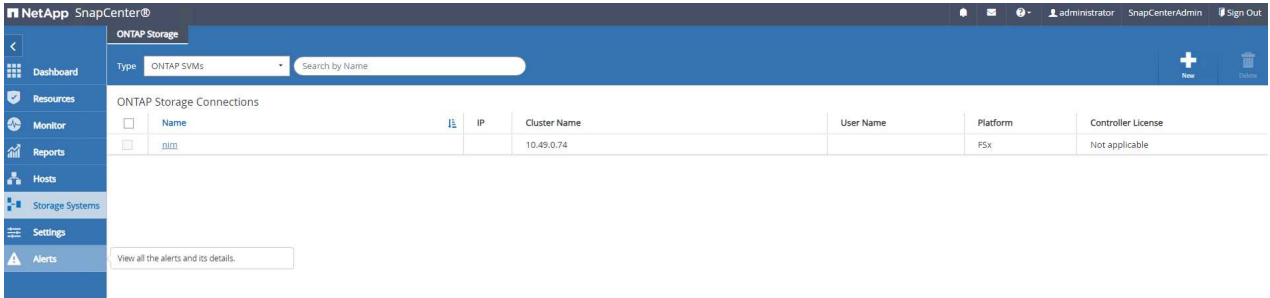 NetApp SnapCenter®
administrator SnapCenterAdmin Sign Out
ONTAP Storage
Type ONTAP SVMs Search by Name
New Delete
Dashboard
Resources
Monitor
Reports
Hosts
Storage Systems
Settings
Alerts
ONTAP Storage Connections
Name IP Cluster Name User Name Platform Controller License
nim 10.49.0.74 FSx Not applicable
View all the alerts and its details.